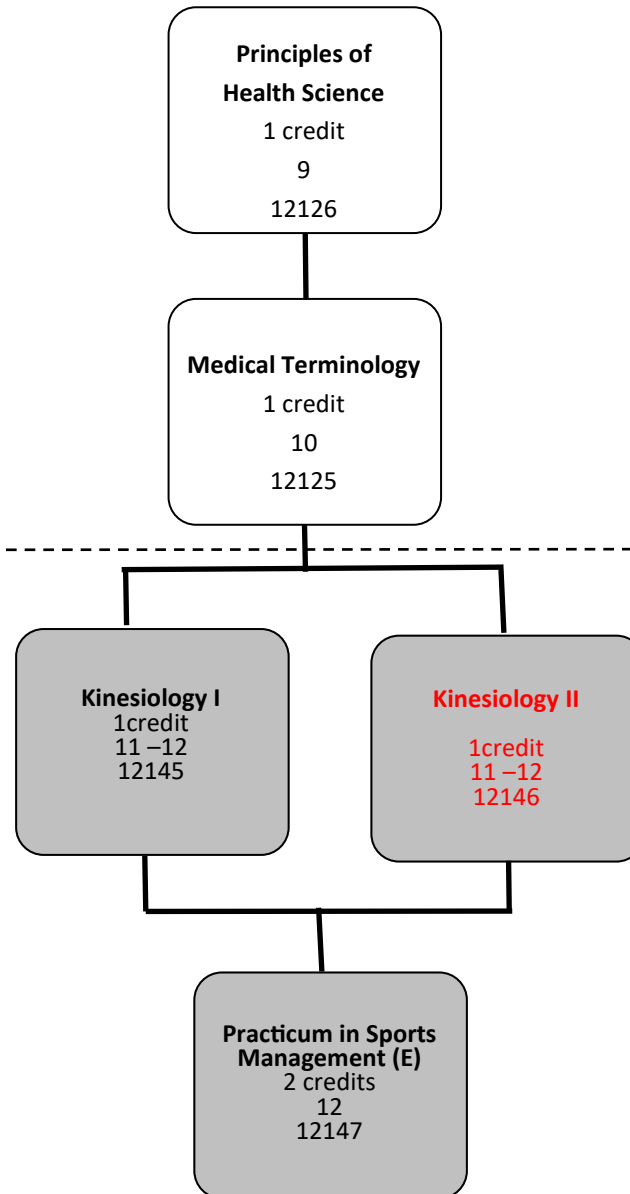 Principles of
Health Science
1 credit
9
12126
Medical Terminology
1 credit
10
12125
Kinesiology I
1credit
11 –12
12145
Kinesiology II
1credit
11 –12
12146
Practicum in Sports
Management (E)
2 credits
12
12147